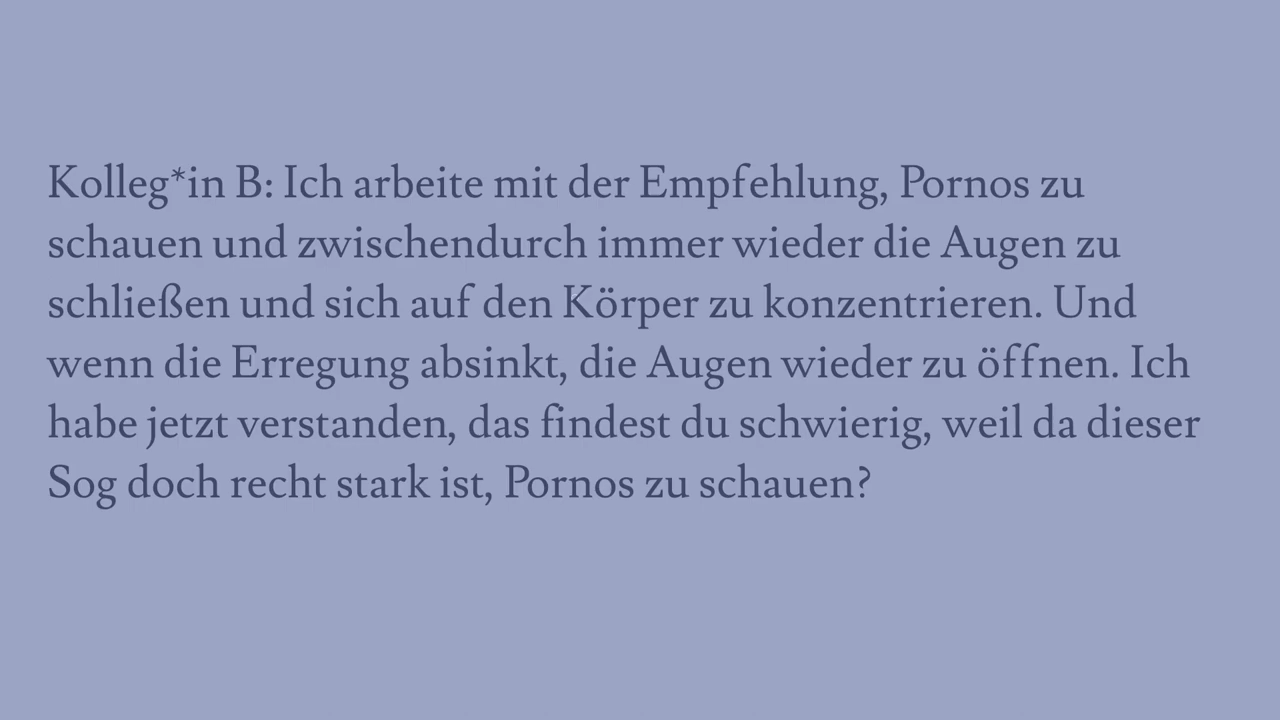 Kolleg*in B: Ich arbeite mit der Empfehlung, Pornos zu
schauen und zwischendurch immer wieder die Augen zu
schließen und sich auf den Körper zu konzentrieren. Und
wenn die Erregung absinkt, die Augen wieder zu öffnen. Ich
habe jetzt verstanden, das findest du schwierig, weil da dieser
Sog doch recht stark ist, Pornos zu schauen?